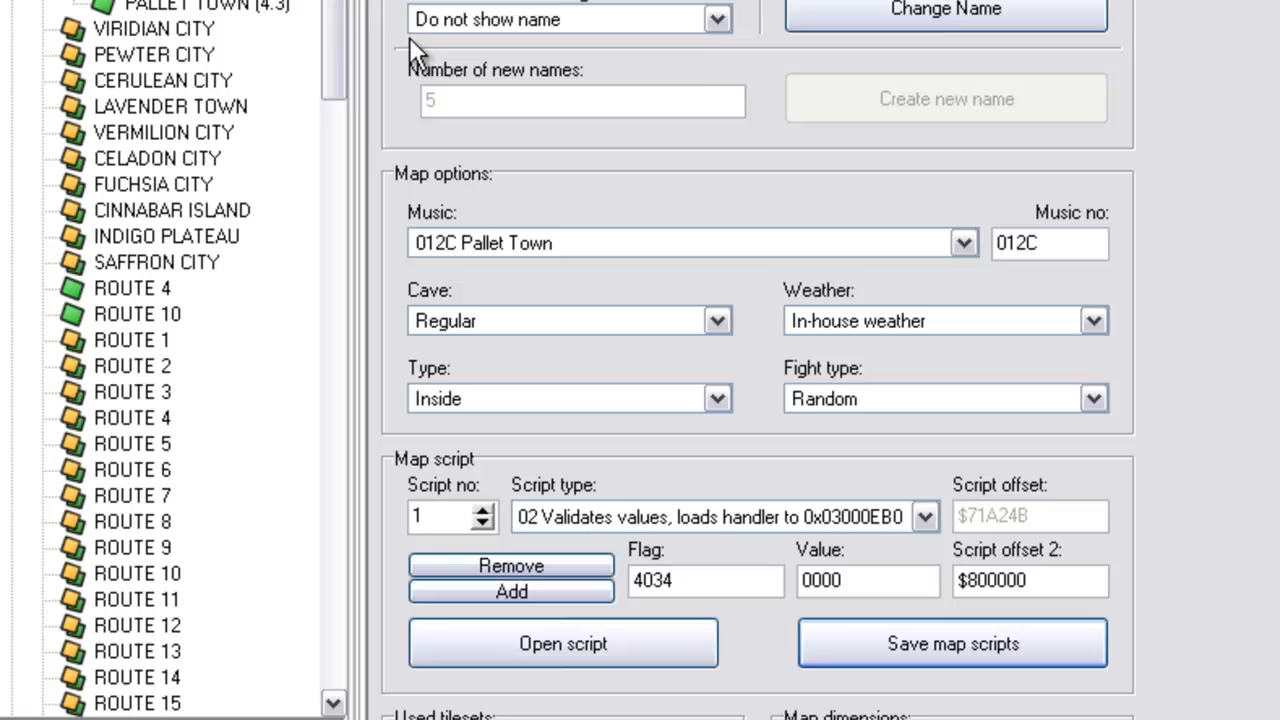 PALLET TOWN (4.3)
VIRIDIAN CITY
PEWTER CITY
CERULEAN CITY
LAVENDER TOWN
VERMILION CITY
CELADON CITY
FUCHSIA CITY
CINNABAR ISLAND
INDIGO PLATEAU
SAFFRON CITY
ROUTE 4
ROUTE 10
ROUTE 1
ROUTE 2
ROUTE 3
ROUTE 4
ROUTE 5
ROUTE 6
ROUTE 7
ROUTE 8
ROUTE 9
ROUTE 10
ROUTE 11
ROUTE 12
ROUTE 13
ROUTE 14
ROUTE 15
Do not show name
Change Name
Number of new names:
5
Create new name
Map options:
Music:
Music no:
012C Pallet Town
012C
Cave:
Weather:
Regular
In-house weather
Type:
Fight type:
Inside
Random
Map script
Script no:
Script type:
Script offset:
1
02 Validates values, loads handler to 0x03000EB0
$71A24B
Remove
Add
Flag:
Value:
Script offset 2:
4034
0000
$800000
Open script
Save map scripts
Used tilesets:
Map dimensions: